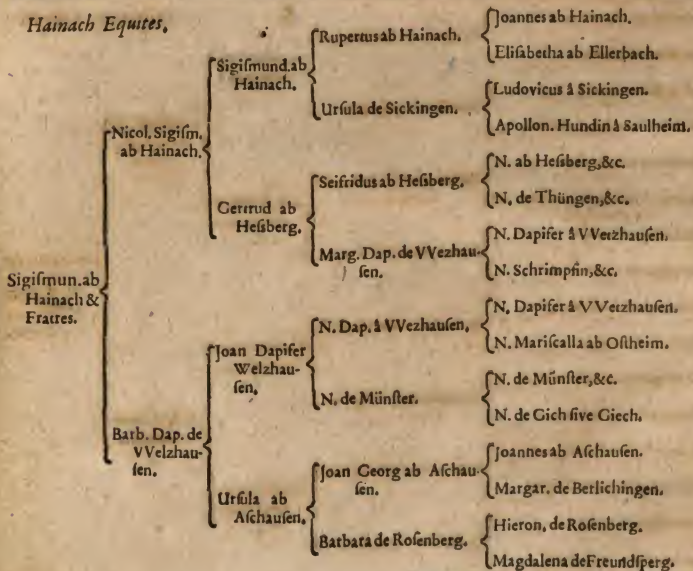 Hainach Equites.
Joannes ab Hainach.
Rupertus ab Hainach.
Elisabetha ab Ellerbach.
Sigismund. ab
Hainach.
Ludovicus â Sickingen.
Ursula de Sickingen.
Apollon. Hundin â Saulheim.
Nicol. Sigism.
ab Hainach.
N. ab Heßberg, &c.
Seifridus ab Heßberg.
N. de Thüngen, &c.
Gertrud ab
Heßberg.
N. Dapifer â VVetzhausen.
Marg. Dap. de VVezhau-
sen.
N. Schrimpfin, &c.
Sigismun. ab
Hainach &
Fratres.
N. Dapifer â VVetzhausen.
N. Dap. â VVezhausen.
N. Mariscalla ab Ostheim.
Joan Dapifer
Welzhau-
sen.
N. de Münster, &c.
N. de Münster.
N. de Gich sive Giech.
Barb. Dap. de
VVelzhau-
sen.
Joannes ab Aschausen.
Joan Georg ab Aschau-
sen.
Margar. de Berlichingen.
Ursula ab
Aschausen.
Hieron. de Rosenberg.
Barbara de Rosenberg.
Magdalena de Freundsperg.